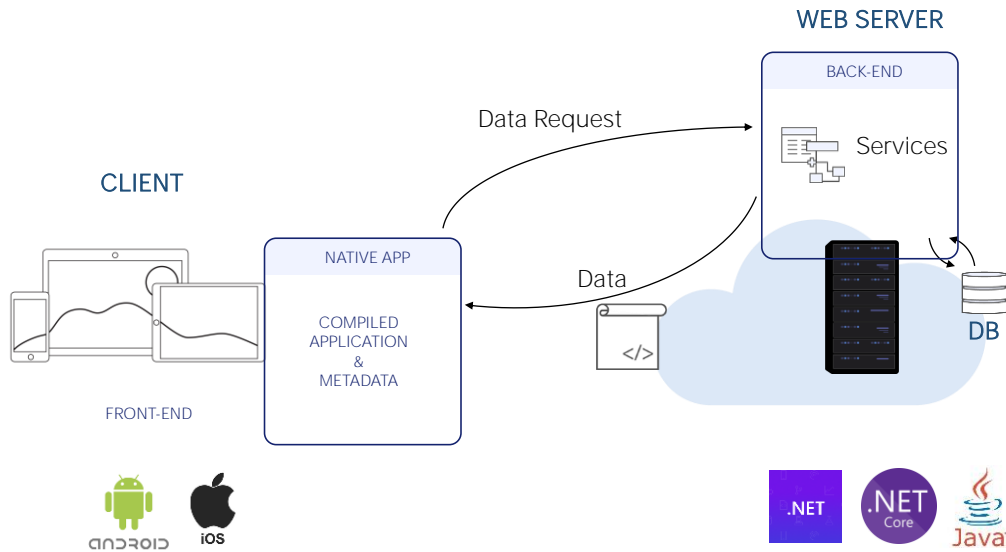 WEB SERVER
BACK-END
Data Request
Services
CLIENT
NATIVE APP
Data
COMPILED
APPLICATION
&
METADATA
</>
DB
FRONT-END
.NET
.NET
Core
ANDROID
iOS
Java